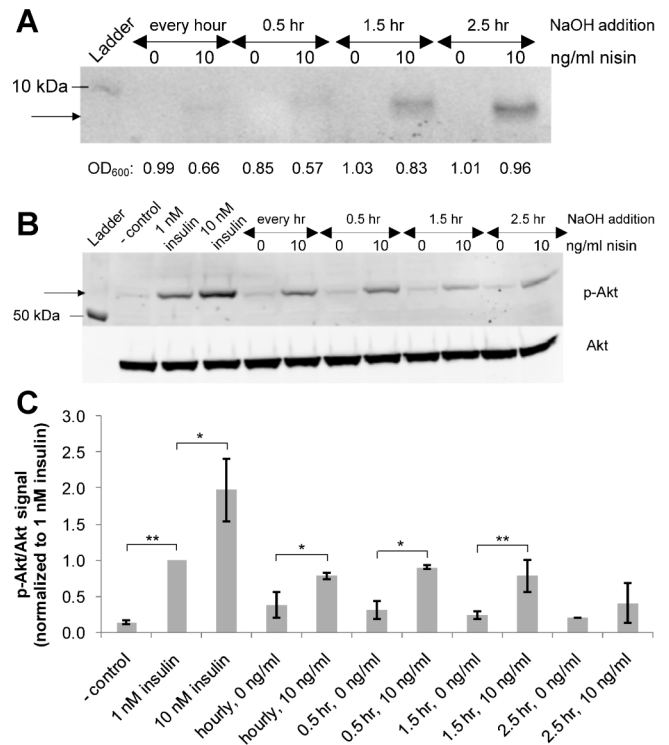 A
Ladder
every hour 0.5 hr 1.5 hr 2.5 hr NaOH addition
0 10 0 10 0 10 0 10 ng/ml nisin
10 kDa
OD600: 0.99 0.66 0.85 0.57 1.03 0.83 1.01 0.96
B
Ladder
- control
1 nM insulin
10 nM insulin
every hr 0.5 hr 1.5 hr 2.5 hr NaOH addition
0 10 0 10 0 10 0 10 ng/ml nisin
p-Akt
50 kDa
Akt
C
p-Akt/Akt signal
(normalized to 1 nM insulin)
3.0
2.5
2.0
1.5
1.0
0.5
0.0
** * * * **
- control
1 nM insulin
10 nM insulin
hourly, 0 ng/ml
hourly, 10 ng/ml
0.5 hr, 0 ng/ml
0.5 hr, 10 ng/ml
1.5 hr, 0 ng/ml
1.5 hr, 10 ng/ml
2.5 hr, 0 ng/ml
2.5 hr, 10 ng/ml